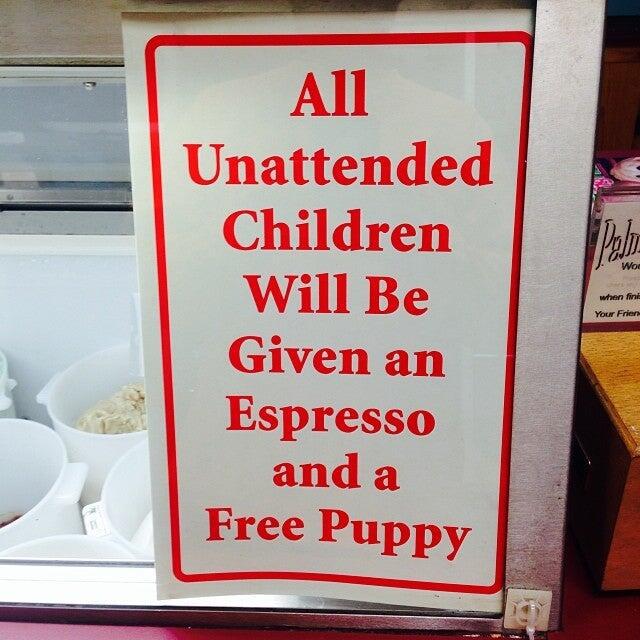 All
Unattended
Children
Will Be
Given an
Espresso
and a
Free Puppy
when fini
Your Frien